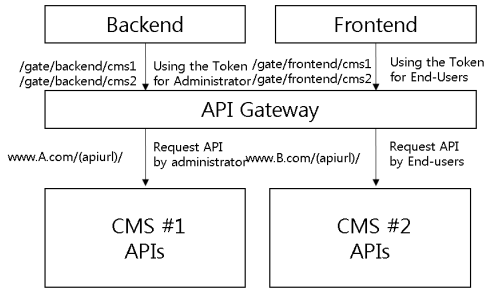 Backend
Frontend
/gate/backend/cms1
/gate/backend/cms2
Using the Token
for Administrator
/gate/frontend/cms1
/gate/frontend/cms2
Using the Token
for End-Users
API Gateway
www.A.com/(apiurl)/
Request API
by administrator
www.B.com/(apiurl)/
Request API
by End-users
CMS #1
APIs
CMS #2
APIs